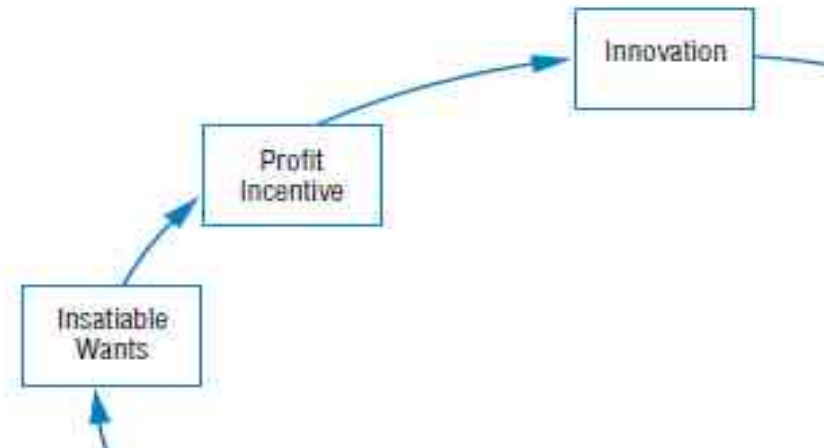 Innovation
Profit
Incentive
Insatiable
Wants